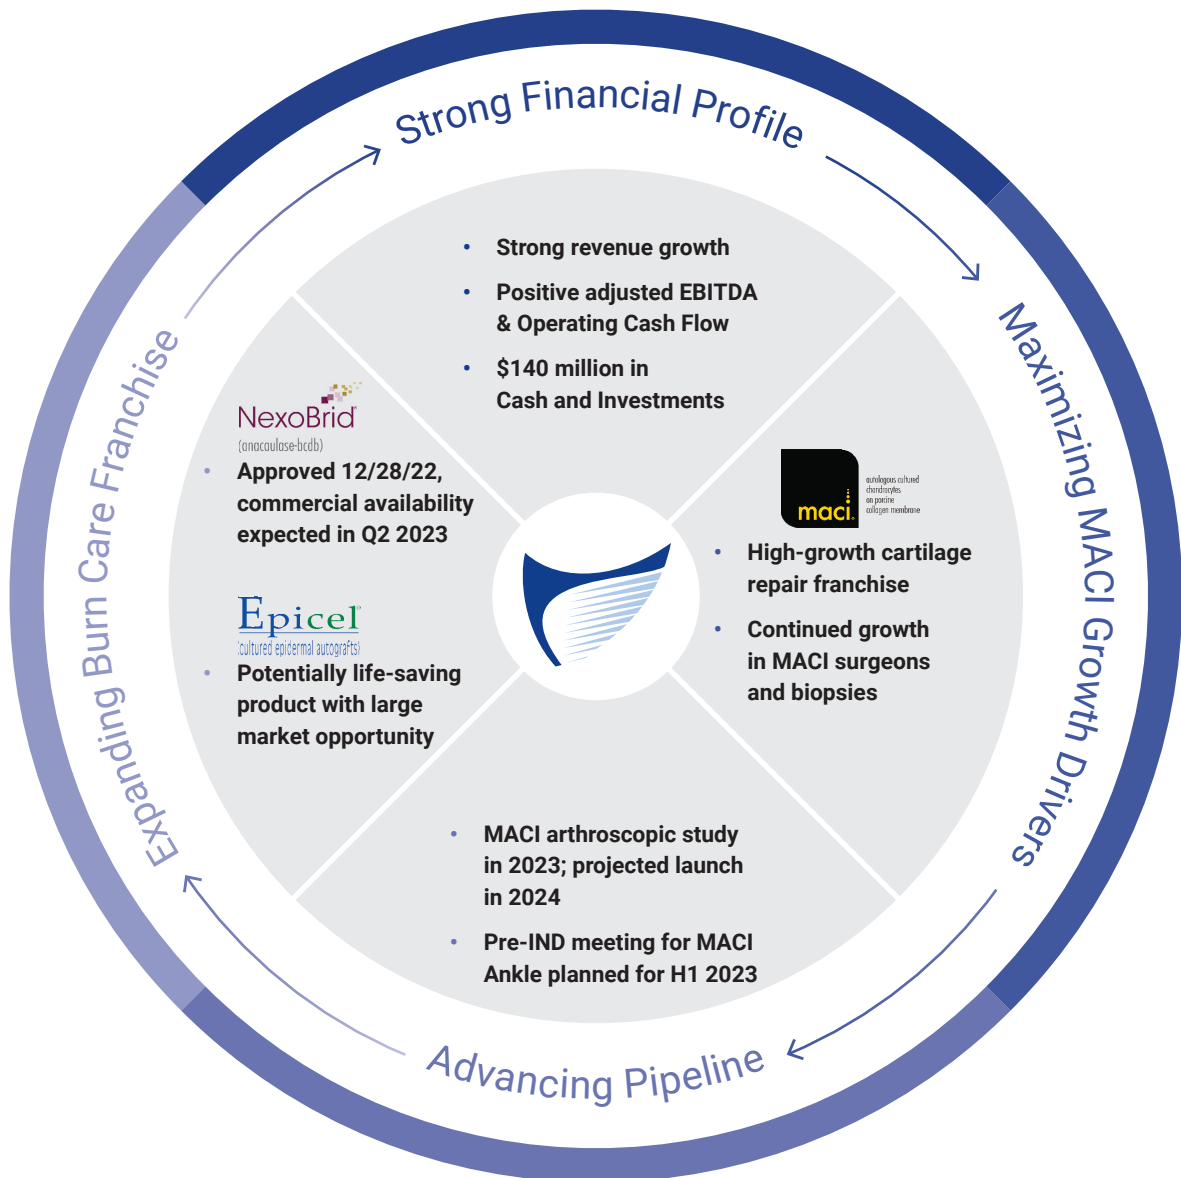 Strong Financial Profile
• Strong revenue growth
• Positive adjusted EBITDA
& Operating Cash Flow
• $140 million in
Cash and Investments
Maximizing MACI Growth Drivers
maci®
autologous cultured
chondrocytes
on porcine
collagen membrane
• High-growth cartilage
repair franchise
• Continued growth
in MACI surgeons
and biopsies
Advancing Pipeline
• MACI arthroscopic study
in 2023; projected launch
in 2024
• Pre-IND meeting for MACI
Ankle planned for H1 2023
Expanding Burn Care Franchise
NexoBrid®
(anacaulase-bcdb)
• Approved 12/28/22,
commercial availability
expected in Q2 2023
Epicel®
(cultured epidermal autografts)
• Potentially life-saving
product with large
market opportunity